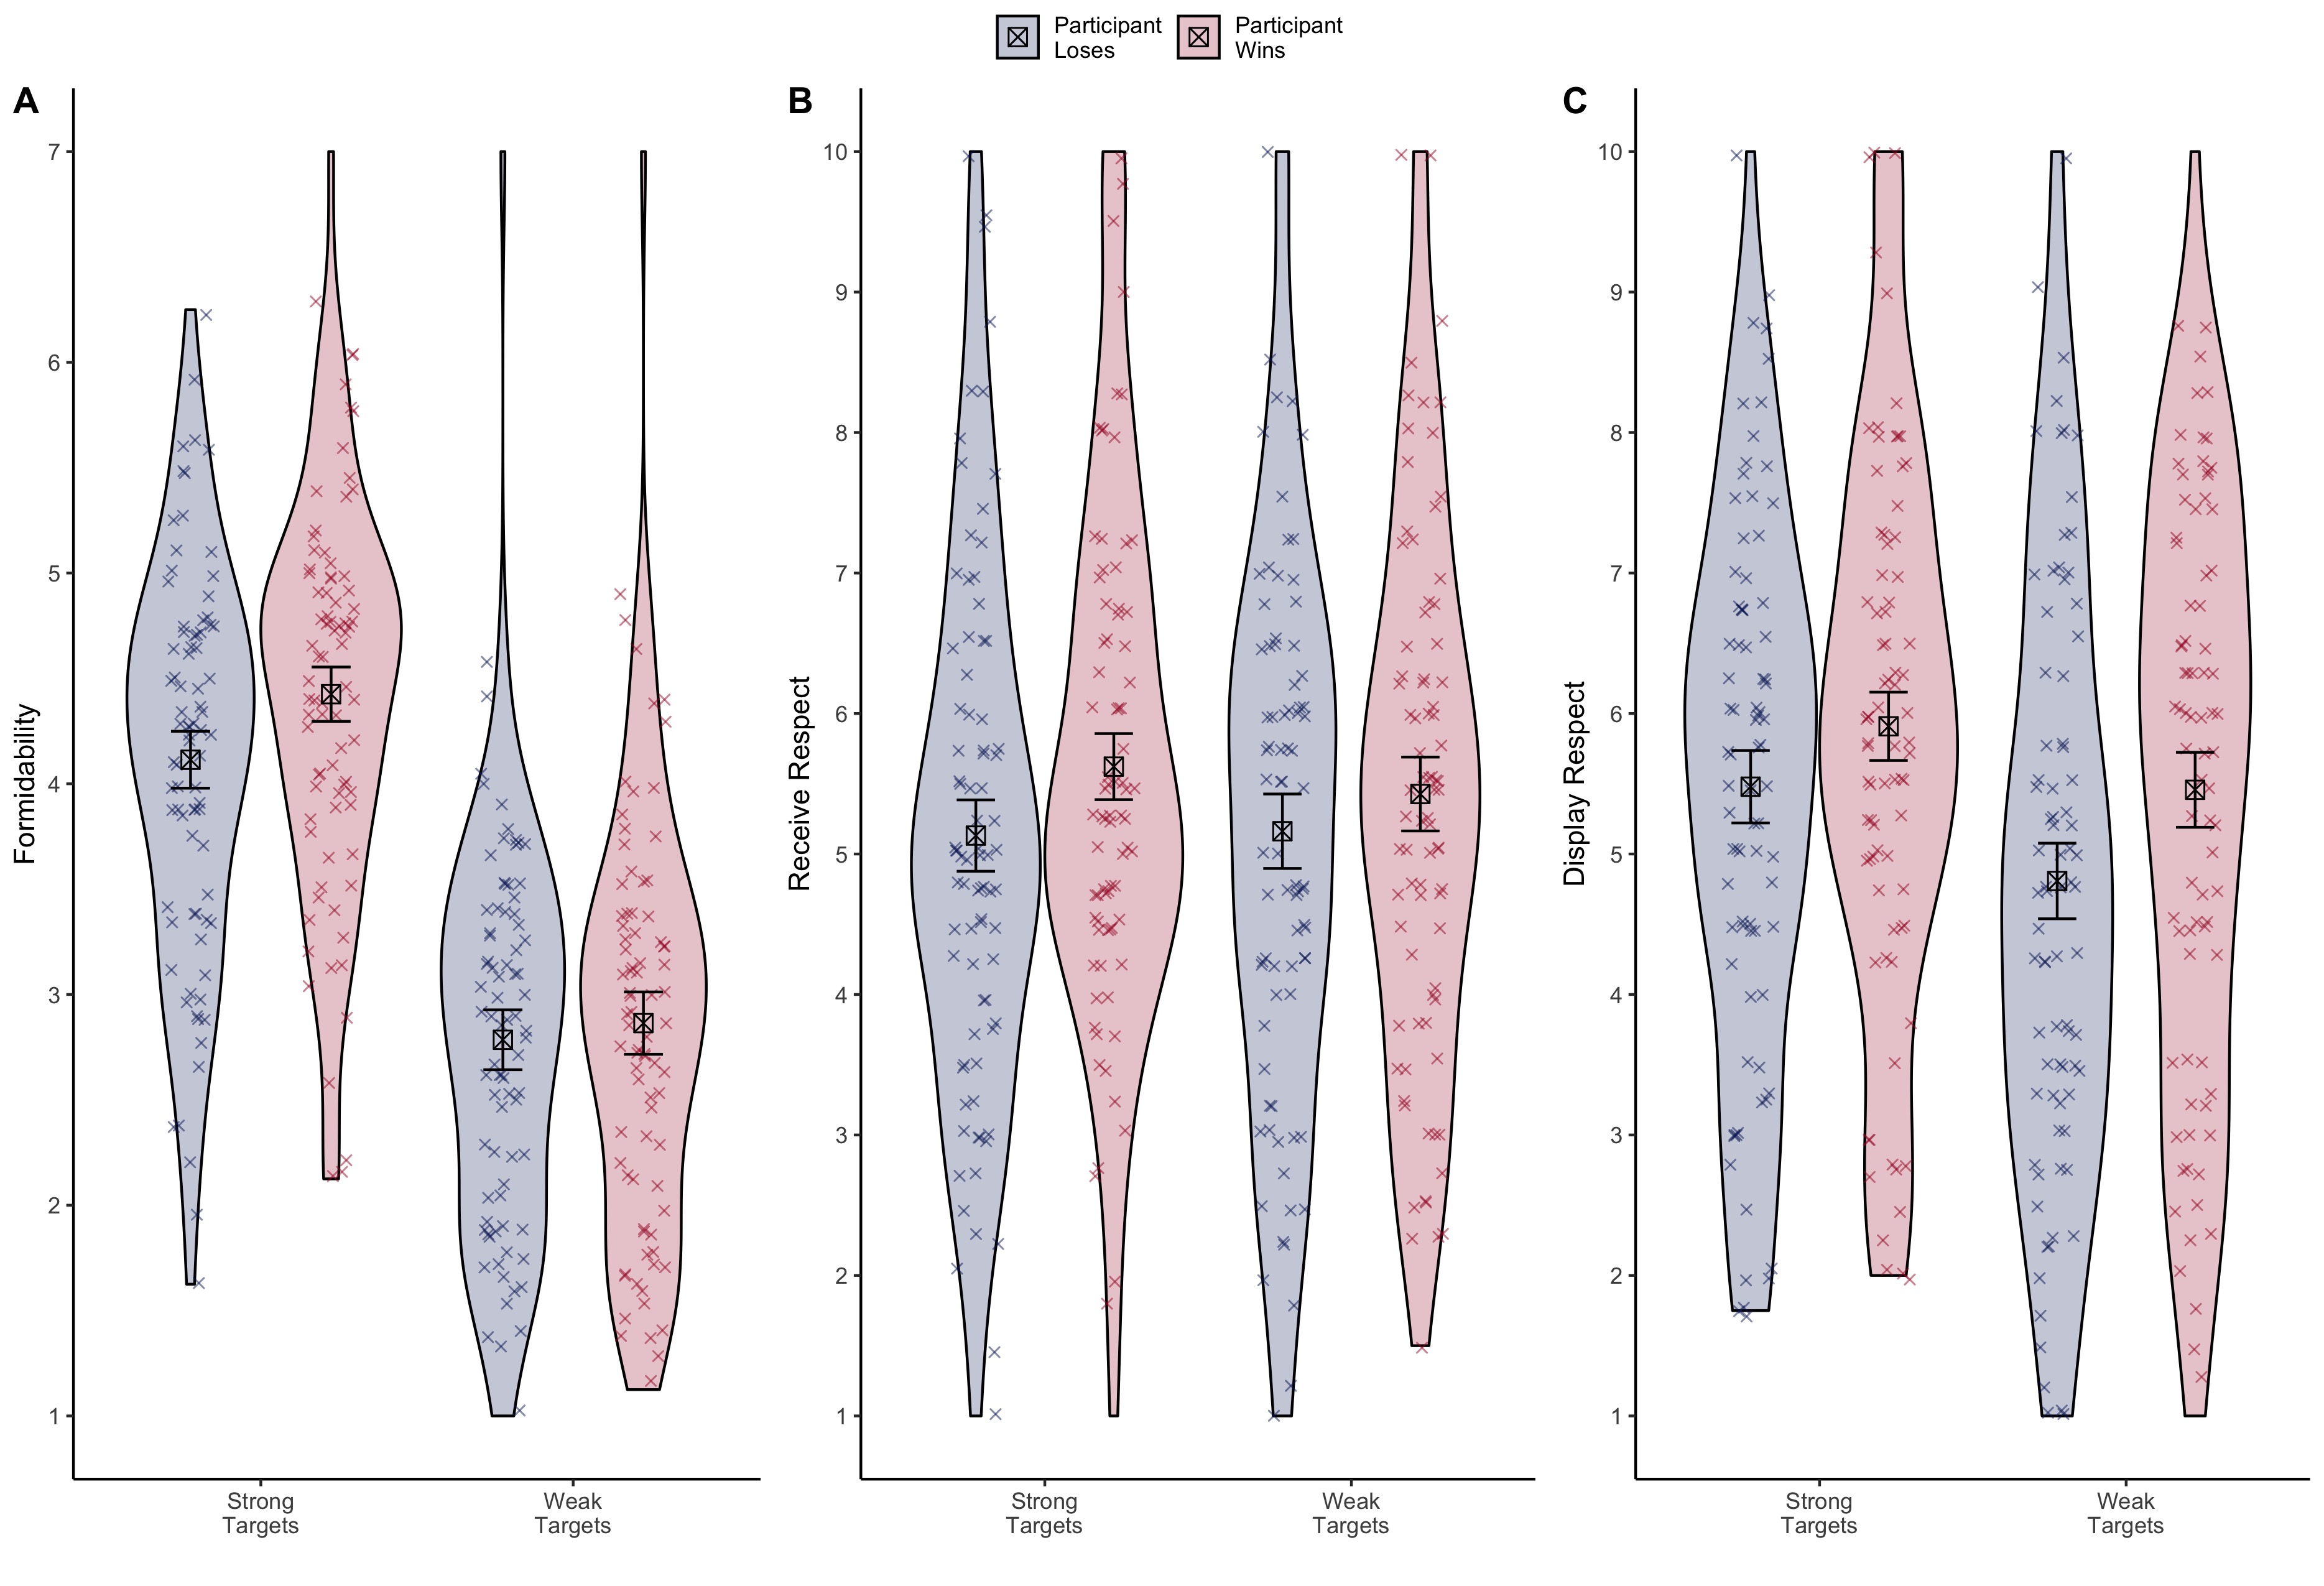 Participant
Loses
Participant
Wins
A
Formidability
7
6
5
4
3
2
1
Strong
Targets
Weak
Targets
B
Receive Respect
10
9
8
7
6
5
4
3
2
1
Strong
Targets
Weak
Targets
C
Display Respect
10
9
8
7
6
5
4
3
2
1
Strong
Targets
Weak
Targets